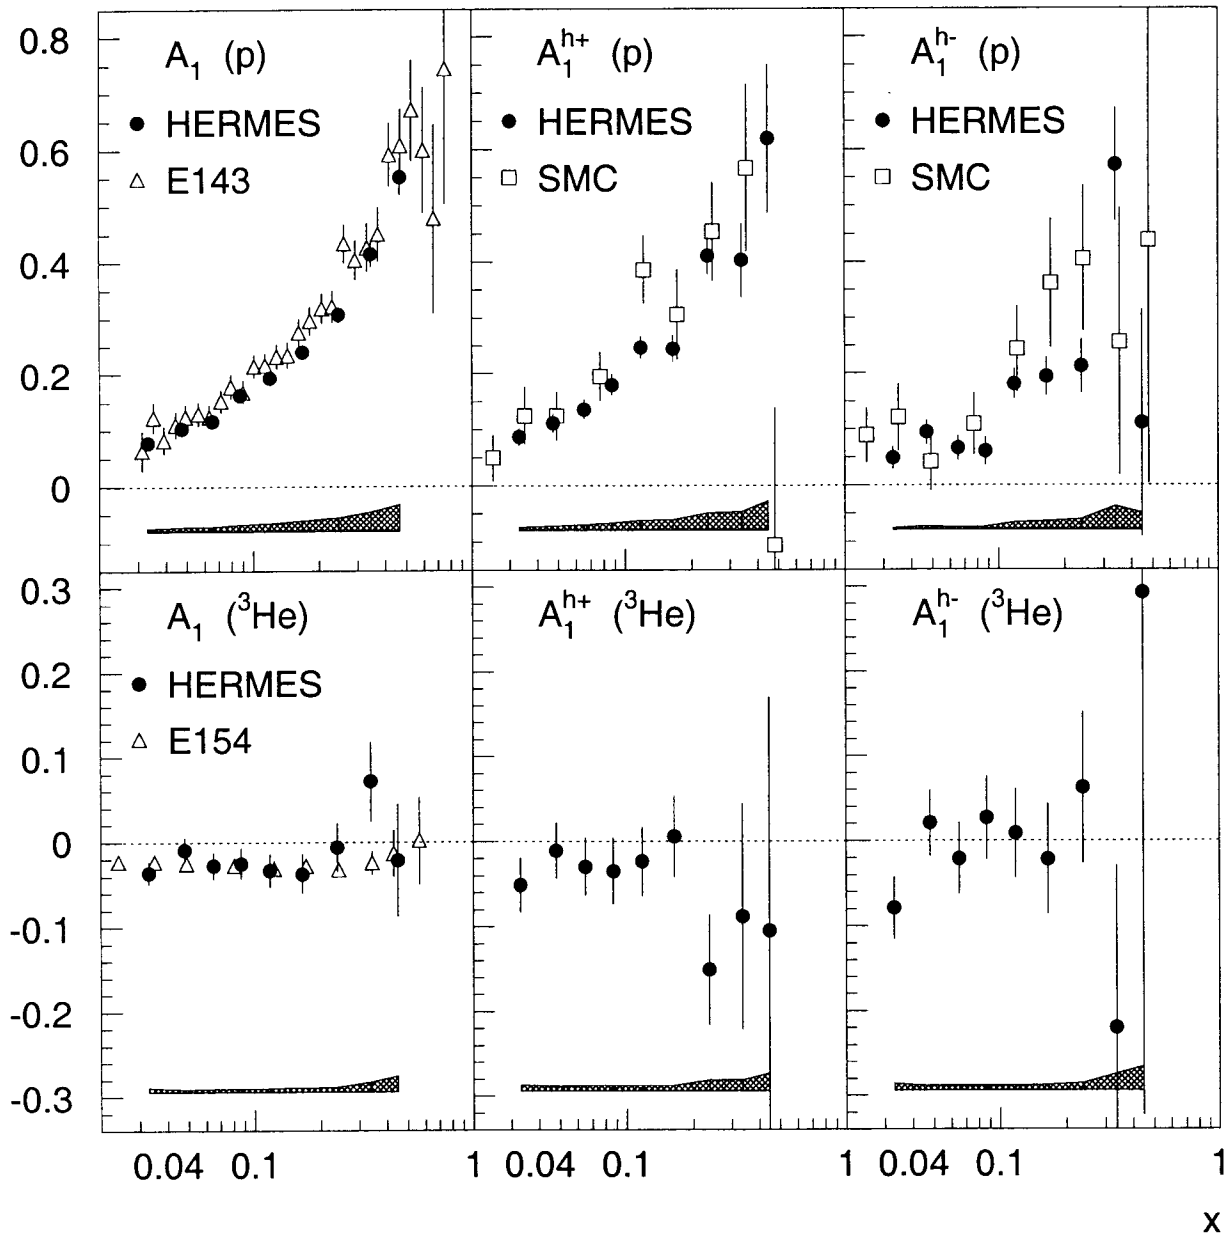 0.8
0.6
0.4
0.2
0
A₁ (p)
● HERMES
△ E143
A₁ʰ⁺ (p)
● HERMES
□ SMC
A₁ʰ⁻ (p)
● HERMES
□ SMC
0.3
0.2
0.1
0
-0.1
-0.2
-0.3
A₁ (³He)
● HERMES
△ E154
A₁ʰ⁺ (³He)
A₁ʰ⁻ (³He)
0.04 0.1 1 0.04 0.1 1 0.04 0.1 1
x